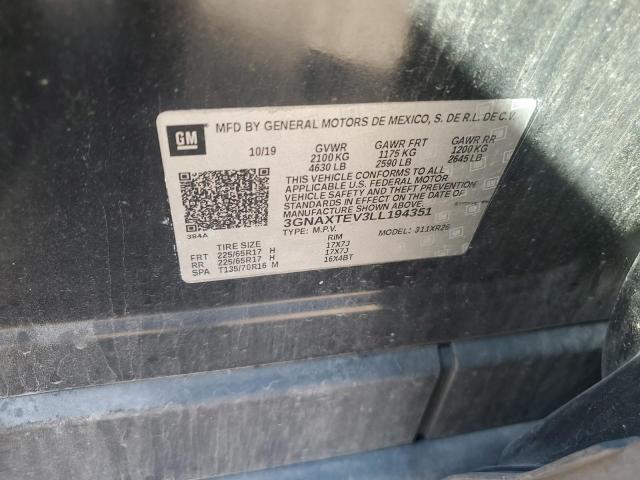 GM
MFD BY GENERAL MOTORS DE MEXICO, S. DE R.L. DE C.V.
10/19 GVWR GAWR FRT GAWR RR
2100 KG 1175 KG 1200 KG
4630 LB 2590 LB 2645 LB
THIS VEHICLE CONFORMS TO ALL
APPLICABLE U.S. FEDERAL MOTOR
VEHICLE SAFETY AND THEFT PREVENTION
STANDARDS IN EFFECT ON THE DATE OF
MANUFACTURE SHOWN ABOVE.
3GNAXTEV3LL194351
384A
TYPE: M.P.V. MODEL: 311XR26
TIRE SIZE RIM
FRT 225/65R17 H 17X7J
RR 225/65R17 H 17X7J
SPA T135/70R16 M 16X4BT